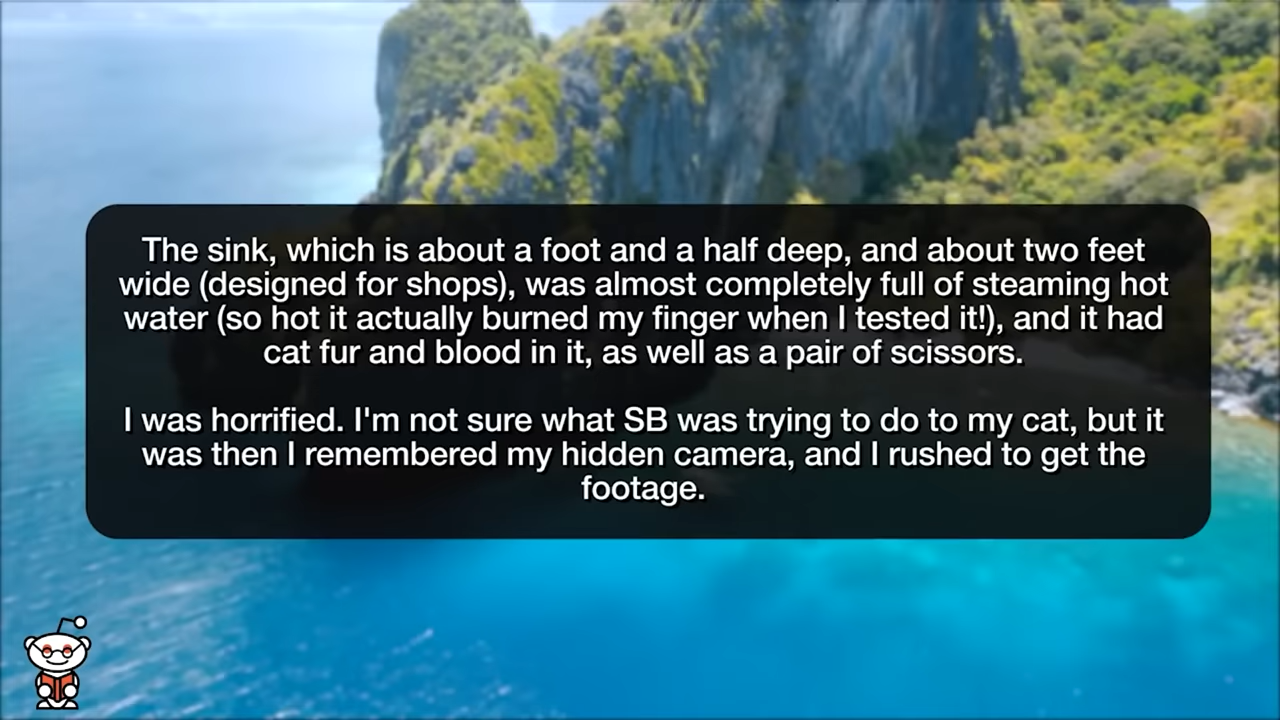 The sink, which is about a foot and a half deep, and about two feet
wide (designed for shops), was almost completely full of steaming hot
water (so hot it actually burned my finger when I tested it!), and it had
cat fur and blood in it, as well as a pair of scissors.
I was horrified. I'm not sure what SB was trying to do to my cat, but it
was then I remembered my hidden camera, and I rushed to get the
footage.